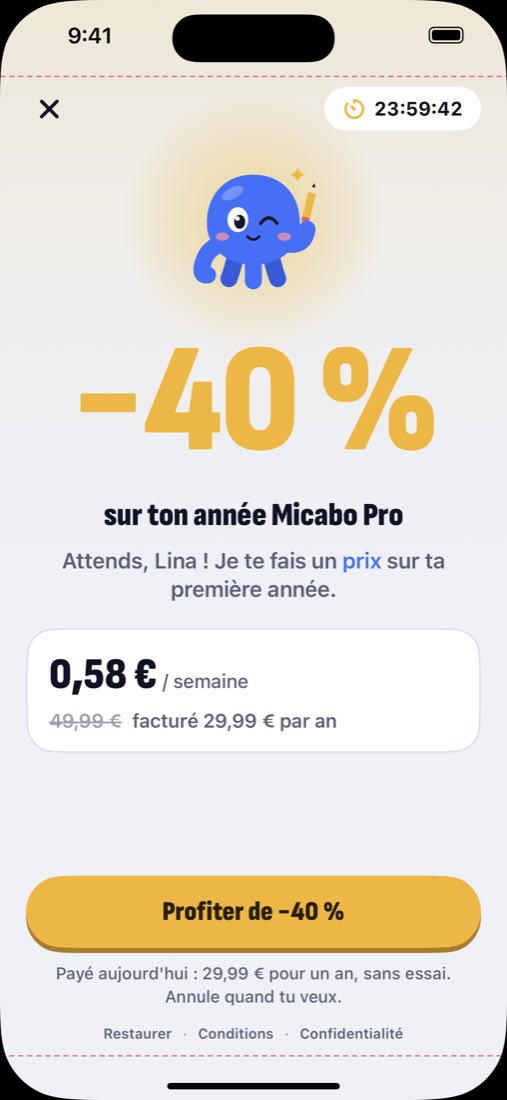 9:41
23:59:42
−40 %
sur ton année Micabo Pro
Attends, Lina ! Je te fais un prix sur ta
première année.
0,58 € / semaine
49,99 € facturé 29,99 € par an
Profiter de −40 %
Payé aujourd'hui : 29,99 € pour un an, sans essai.
Annule quand tu veux.
Restaurer · Conditions · Confidentialité